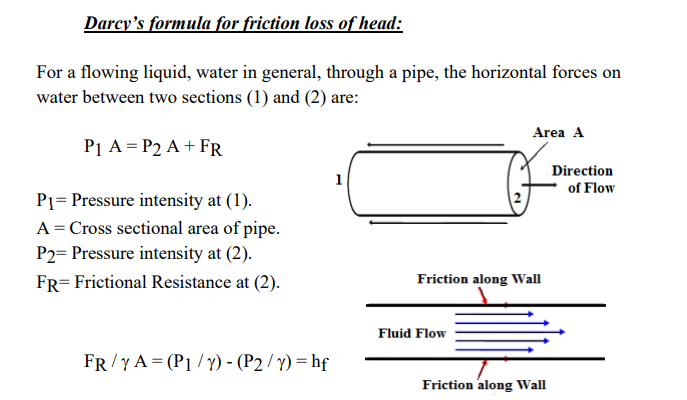 Darcy's formula for friction loss of head:
For a flowing liquid, water in general, through a pipe, the horizontal forces on
water between two sections (1) and (2) are:
P1 A = P2 A + FR
P1= Pressure intensity at (1).
A = Cross sectional area of pipe.
P2= Pressure intensity at (2).
FR= Frictional Resistance at (2).
FR / γ A = (P1 / γ) - (P2 / γ) = hf
Area A
1
2
Direction
of Flow
Friction along Wall
Fluid Flow
Friction along Wall